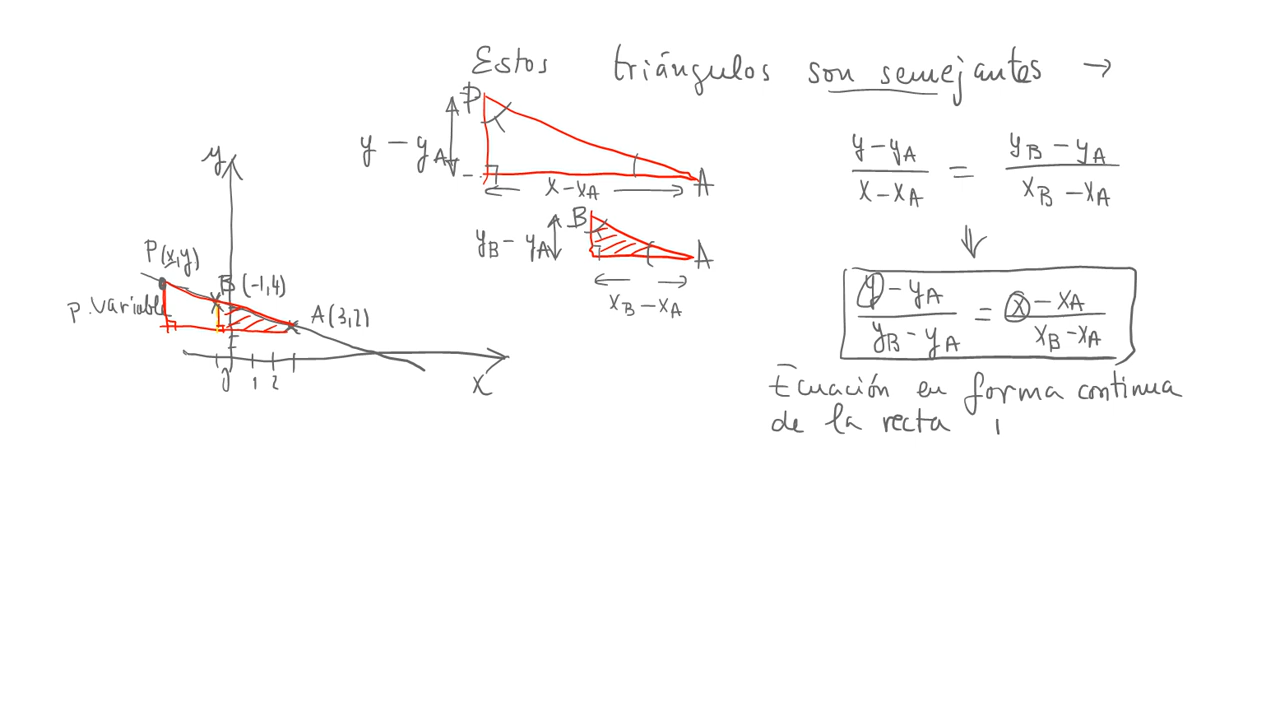 Estos triángulos son semejantes →
P
y - yA
x - xA
A
B
yB - yA
A
xB - xA
y - yA / x - xA = yB - yA / xB - xA
⇓
y - yA / yB - yA = x - xA / xB - xA
Ecuación en forma continua
de la recta
y
P(x,y)
B (-1,4)
p. Variable
A (3,2)
0 1 2
x